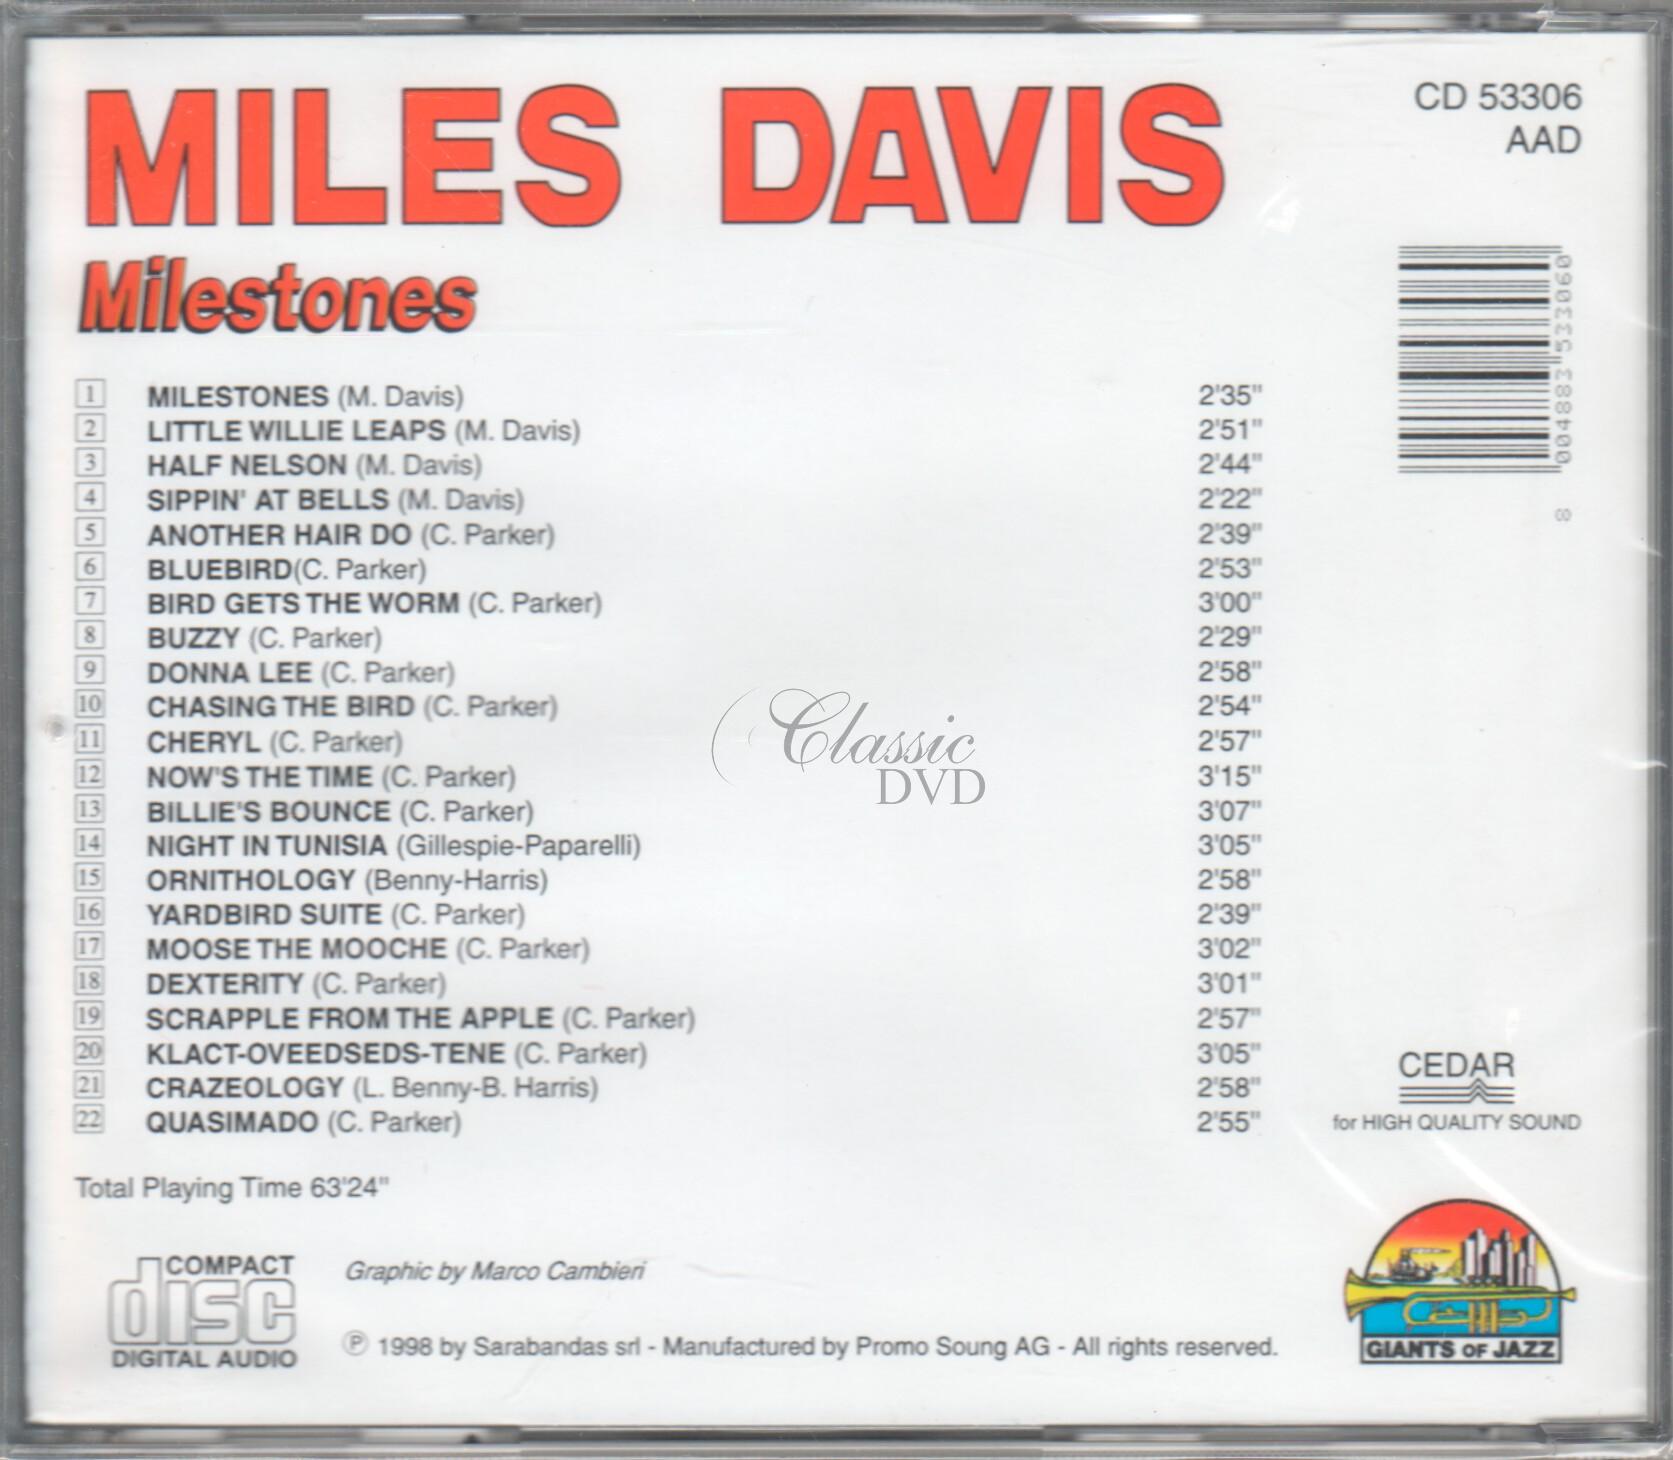 MILES DAVIS
CD 53306
AAD
Milestones
0 04883 53306 0
8
1 MILESTONES (M. Davis) 2'35"
2 LITTLE WILLIE LEAPS (M. Davis) 2'51"
3 HALF NELSON (M. Davis) 2'44"
4 SIPPIN' AT BELLS (M. Davis) 2'22"
5 ANOTHER HAIR DO (C. Parker) 2'39"
6 BLUEBIRD(C. Parker) 2'53"
7 BIRD GETS THE WORM (C. Parker) 3'00"
8 BUZZY (C. Parker) 2'29"
9 DONNA LEE (C. Parker) 2'58"
10 CHASING THE BIRD (C. Parker) 2'54"
11 CHERYL (C. Parker) 2'57"
12 NOW'S THE TIME (C. Parker) 3'15"
13 BILLIE'S BOUNCE (C. Parker) 3'07"
14 NIGHT IN TUNISIA (Gillespie-Paparelli) 3'05"
15 ORNITHOLOGY (Benny-Harris) 2'58"
16 YARDBIRD SUITE (C. Parker) 2'39"
17 MOOSE THE MOOCHE (C. Parker) 3'02"
18 DEXTERITY (C. Parker) 3'01"
19 SCRAPPLE FROM THE APPLE (C. Parker) 2'57"
20 KLACT-OVEEDSEDS-TENE (C. Parker) 3'05"
21 CRAZEOLOGY (L. Benny-B. Harris) 2'58"
22 QUASIMADO (C. Parker) 2'55"
Classic
DVD
CEDAR
for HIGH QUALITY SOUND
Total Playing Time 63'24"
COMPACT
disc
DIGITAL AUDIO
Graphic by Marco Cambieri
℗ 1998 by Sarabandas srl - Manufactured by Promo Soung AG - All rights reserved.
GIANTS OF JAZZ